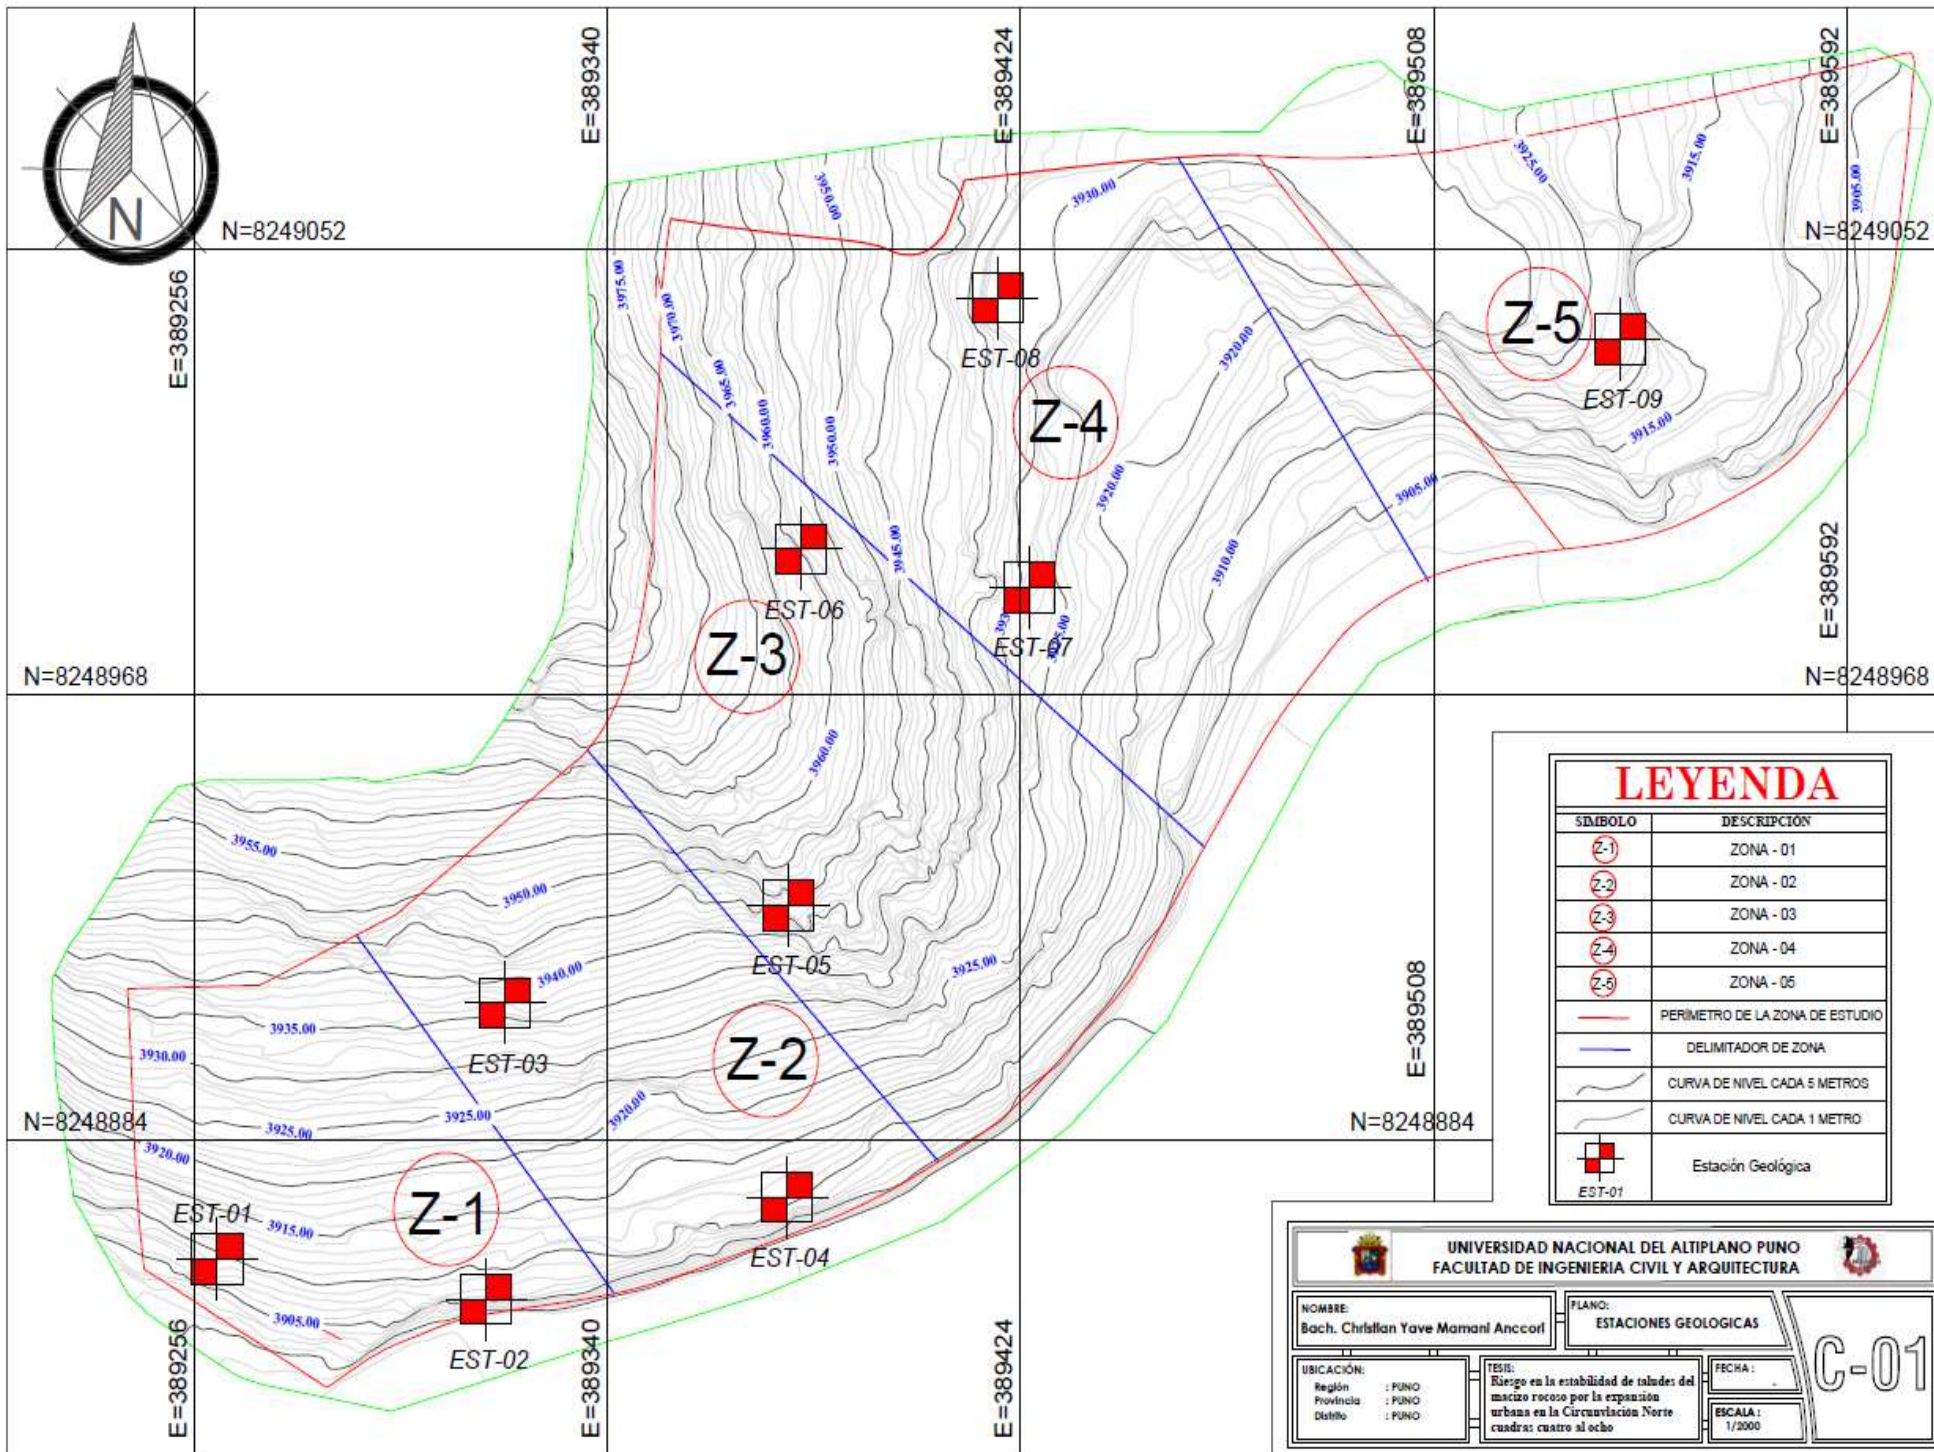 E=389340
E=389424
E=389508
E=389592
N
N=8249052
N=8249052
E=389256
3950.00
3930.00
3925.00
3915.00
3905.00
3975.00
3970.00
3965.00
3960.00
3950.00
3945.00
3920.00
3920.00
3910.00
3905.00
3915.00
EST-08
Z-4
Z-5
EST-09
EST-06
Z-3
EST-07
E=389592
N=8248968
N=8248968
3960.00
3955.00
3950.00
3940.00
3935.00
3930.00
3925.00
EST-05
EST-03
Z-2
E=389508
N=8248884
N=8248884
3925.00
3925.00
3920.00
3920.00
EST-01
3915.00
Z-1
EST-04
3905.00
EST-02
E=389256
E=389340
E=389424
LEYENDA
SIMBOLO DESCRIPCIÓN
Z-1 ZONA - 01
Z-2 ZONA - 02
Z-3 ZONA - 03
Z-4 ZONA - 04
Z-5 ZONA - 05
PERÍMETRO DE LA ZONA DE ESTUDIO
DELIMITADOR DE ZONA
CURVA DE NIVEL CADA 5 METROS
CURVA DE NIVEL CADA 1 METRO
Estación Geológica
EST-01
UNIVERSIDAD NACIONAL DEL ALTIPLANO PUNO
FACULTAD DE INGENIERIA CIVIL Y ARQUITECTURA
NOMBRE:
Bach. Christian Yave Mamani Anccori
PLANO:
ESTACIONES GEOLOGICAS
C-01
UBICACIÓN:
Región : PUNO
Provincia : PUNO
Distrito : PUNO
TESIS:
Riesgo en la estabilidad de taludes del
macizo rocoso por la expansión
urbana en la Circunvlación Norte
cuadras cuatro al ocho
FECHA :
ESCALA :
1/2000